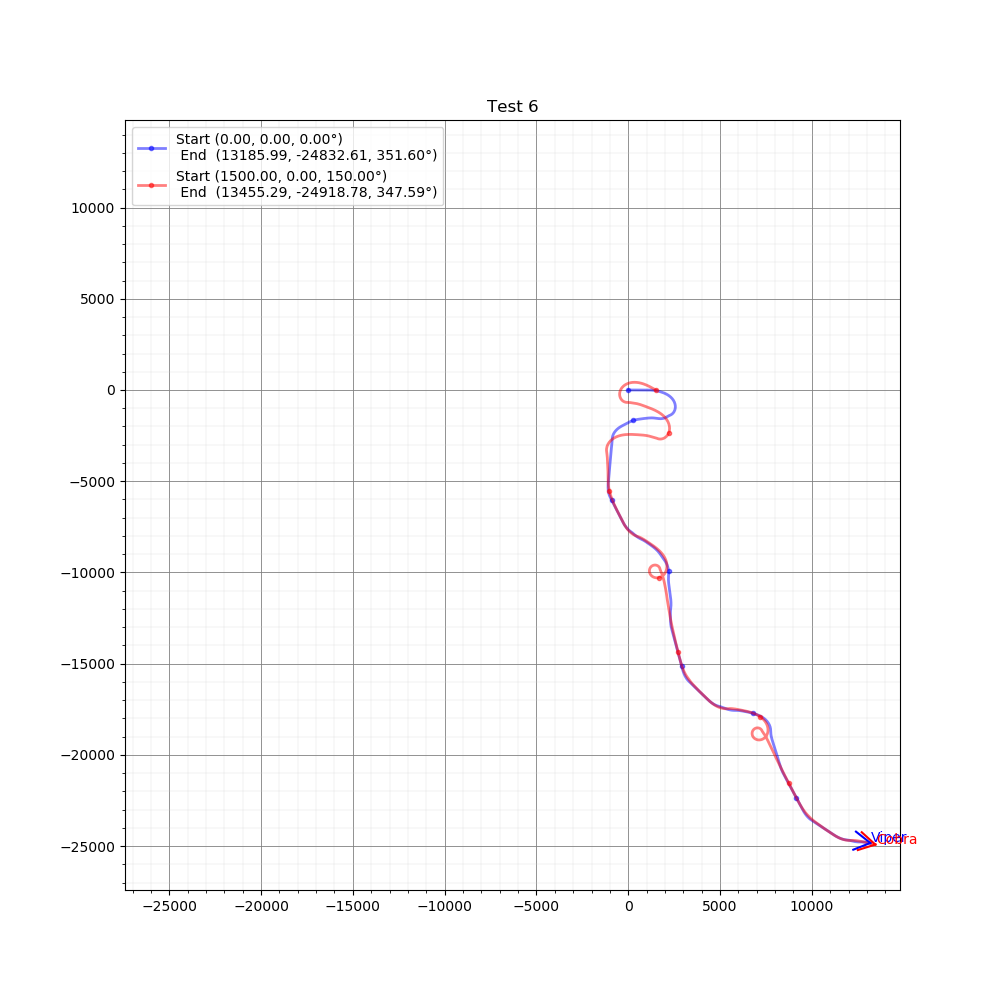 Test 6
Start (0.00, 0.00, 0.00°)
End (13185.99, -24832.61, 351.60°)
Start (1500.00, 0.00, 150.00°)
End (13455.29, -24918.78, 347.59°)
10000
5000
0
−5000
−10000
−15000
−20000
−25000
Viper
Cobra
−25000 −20000 −15000 −10000 −5000 0 5000 10000